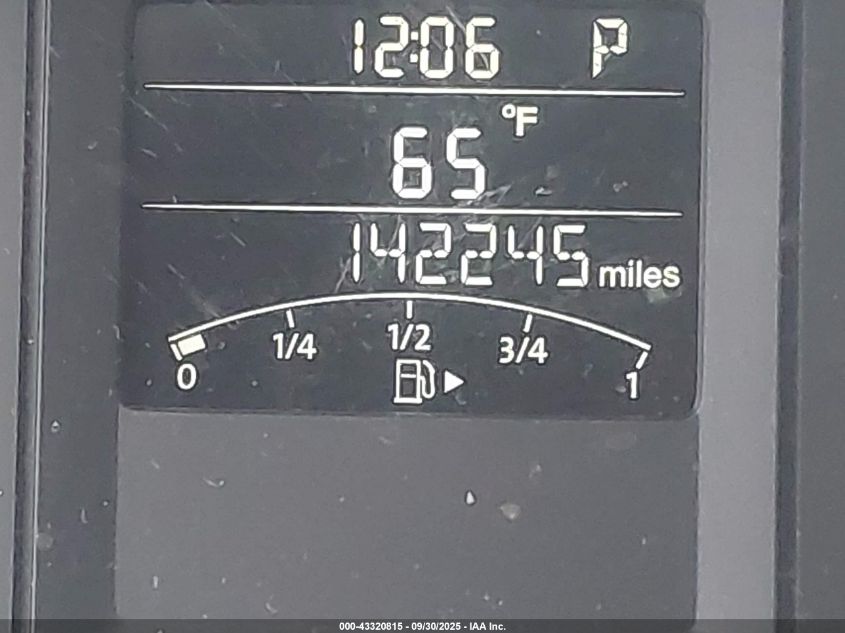 12:06 P
°F
65
142245 miles
0 1/4 1/2 3/4 1
000-43320815 - 09/30/2025 - IAA Inc.